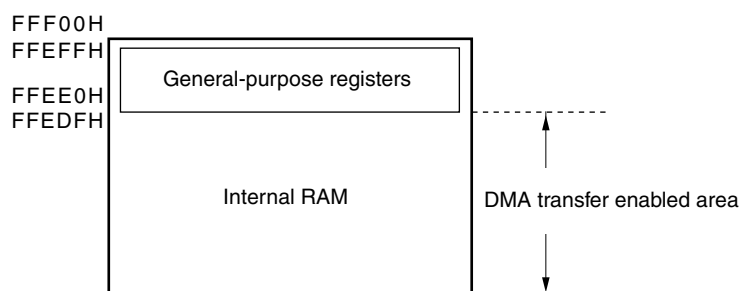 FFF00H
FFEFFH
General-purpose registers
FFEE0H
FFEDFH
Internal RAM
DMA transfer enabled area